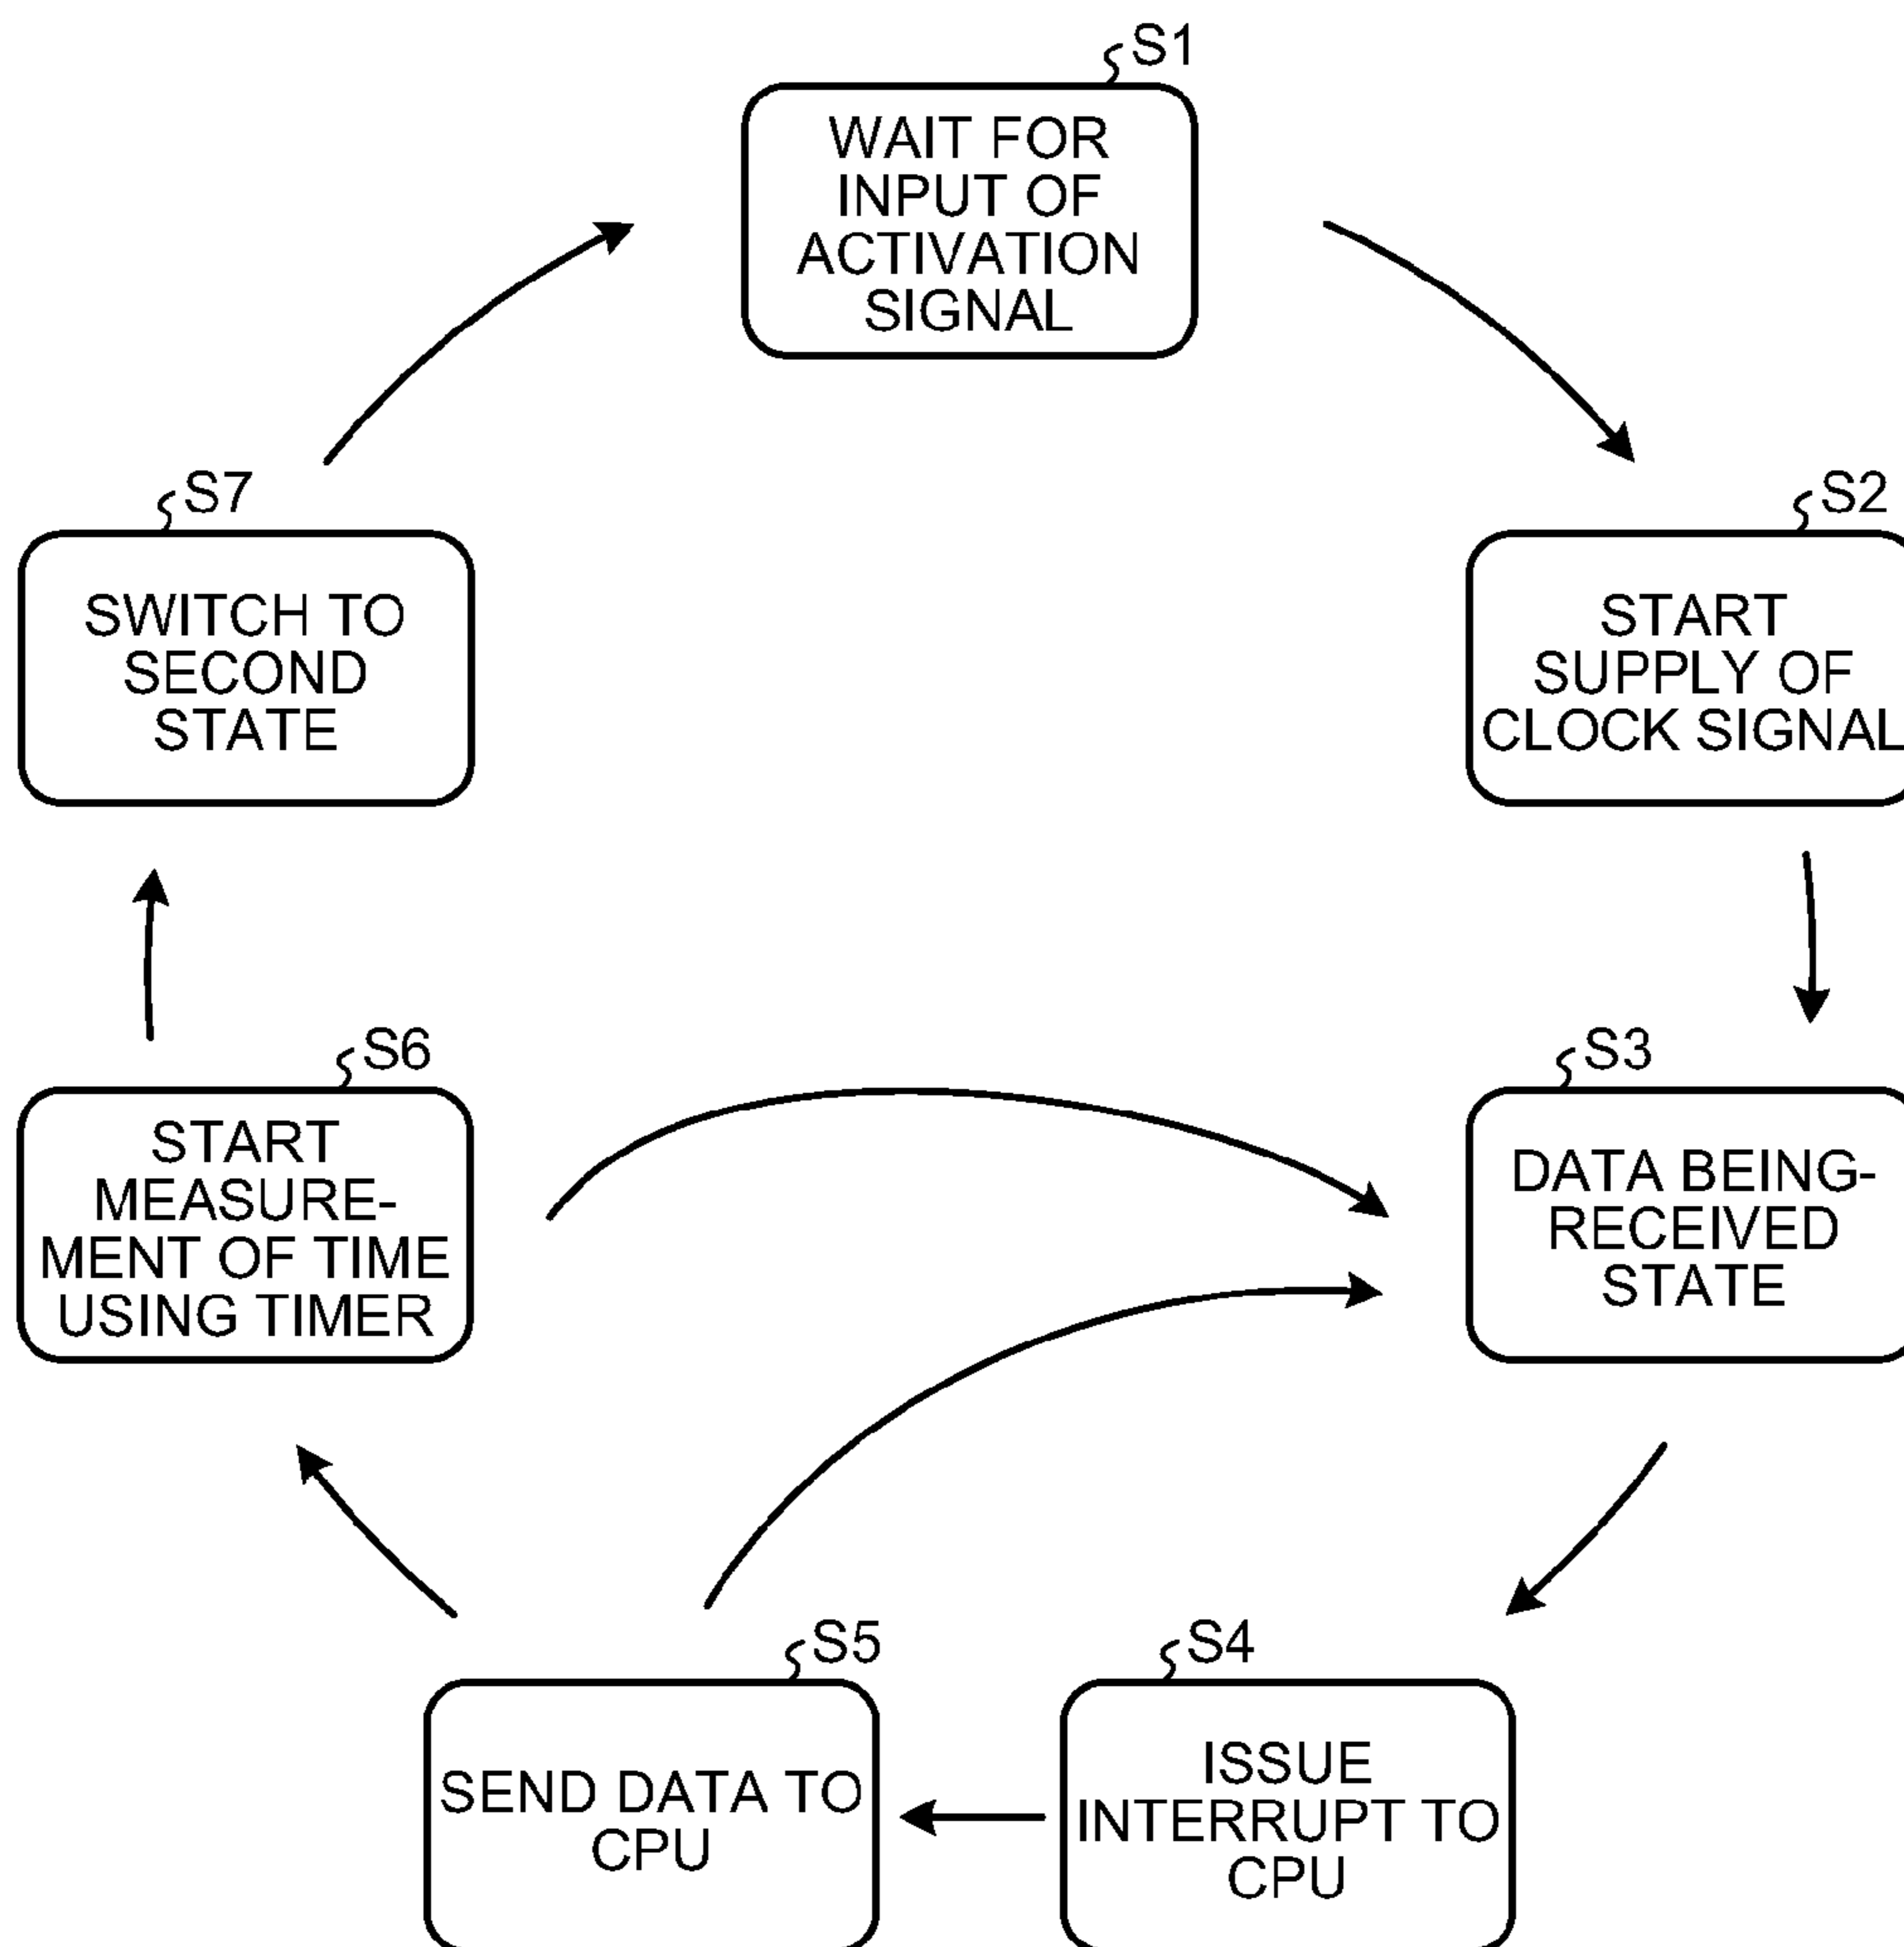 S1
WAIT FOR
INPUT OF
ACTIVATION
SIGNAL
S2
START
SUPPLY OF
CLOCK SIGNAL
S3
DATA BEING-
RECEIVED
STATE
S4
ISSUE
INTERRUPT TO
CPU
S5
SEND DATA TO
CPU
S6
START
MEASURE-
MENT OF TIME
USING TIMER
S7
SWITCH TO
SECOND
STATE